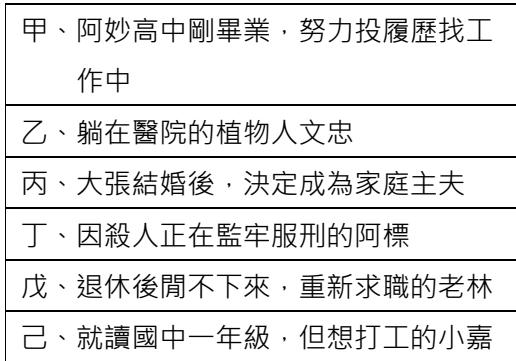 甲、阿妙高中剛畢業，努力投履歷找工
作中
乙、躺在醫院的植物人文忠
丙、大張結婚後，決定成為家庭主夫
丁、因殺人正在監牢服刑的阿標
戊、退休後閒不下來，重新求職的老林
己、就讀國中一年級，但想打工的小嘉